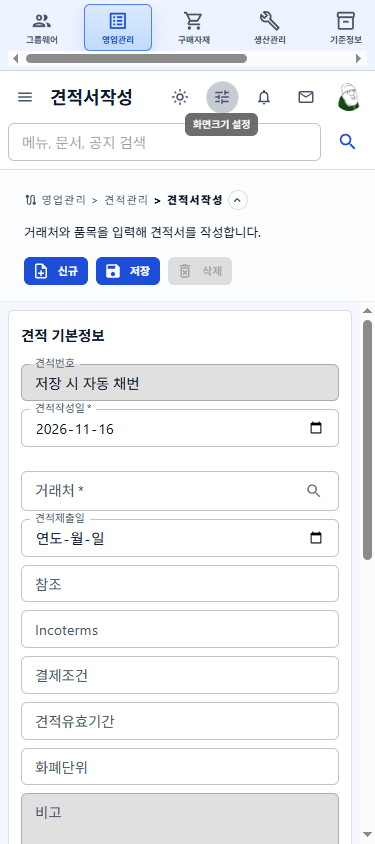 그룹웨어 영업관리 구매자재 생산관리 기준정보
견적서작성
화면크기 설정
메뉴, 문서, 공지 검색
영업관리 > 견적관리 > 견적서작성
거래처와 품목을 입력해 견적서를 작성합니다.
신규 저장 삭제
견적 기본정보
견적번호
저장 시 자동 채번
견적작성일 *
2026-11-16
거래처 *
견적제출일
연도-월-일
참조
Incoterms
결제조건
견적유효기간
화폐단위
비고